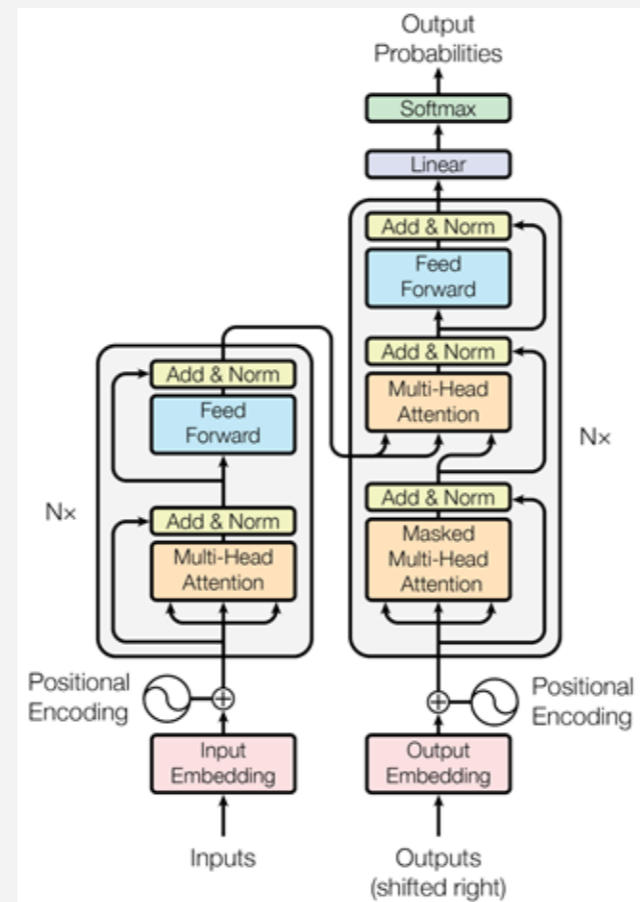 Output
Probabilities
Softmax
Linear
Add & Norm
Feed
Forward
Add & Norm
Multi-Head
Attention
Add & Norm
Masked
Multi-Head
Attention
Nx
Positional
Encoding
Output
Embedding
Outputs
(shifted right)
Add & Norm
Feed
Forward
Add & Norm
Multi-Head
Attention
Nx
Positional
Encoding
Input
Embedding
Inputs